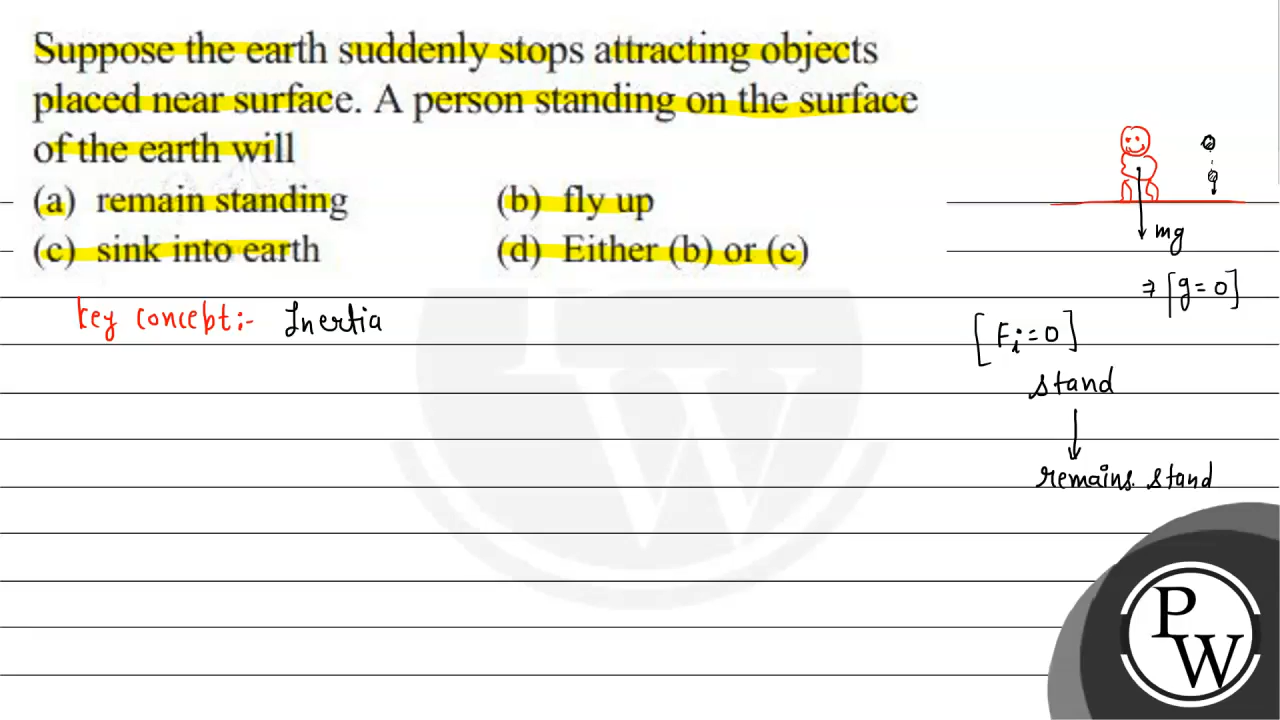 Suppose the earth suddenly stops attracting objects
placed near surface. A person standing on the surface
of the earth will
(a) remain standing (b) fly up
(c) sink into earth (d) Either (b) or (c)
mg
⇒ [g = 0]
key concept:- Inertia
[Fi = 0]
stand
remains stand
P
W